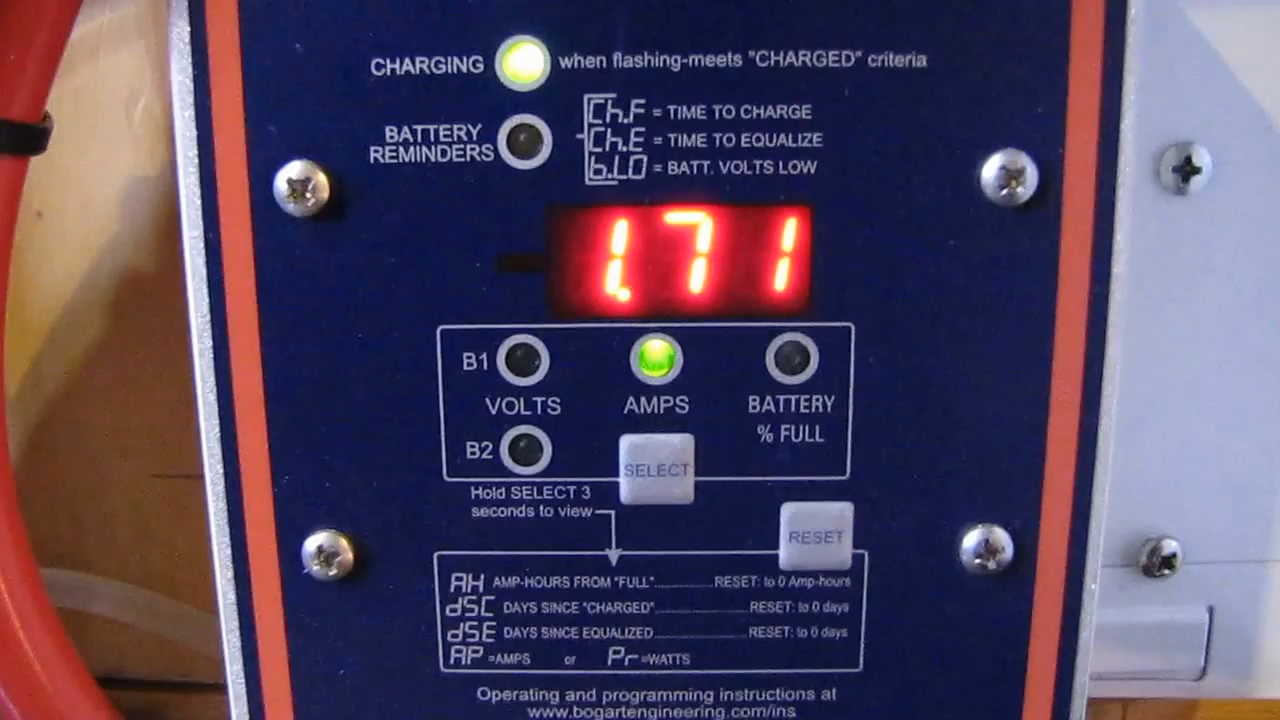 CHARGING when flashing-meets "CHARGED" criteria
BATTERY REMINDERS
Ch.F = TIME TO CHARGE
Ch.E = TIME TO EQUALIZE
b.LO = BATT. VOLTS LOW
1.71
B1
VOLTS AMPS BATTERY % FULL
B2
SELECT
Hold SELECT 3
seconds to view
RESET
AH AMP-HOURS FROM "FULL".............RESET: to 0 Amp-hours
dSC DAYS SINCE "CHARGED"....................RESET: to 0 days
dSE DAYS SINCE EQUALIZED....................RESET: to 0 days
AP =AMPS or Pr =WATTS
Operating and programming instructions at
www.bogartengineering.com/ins